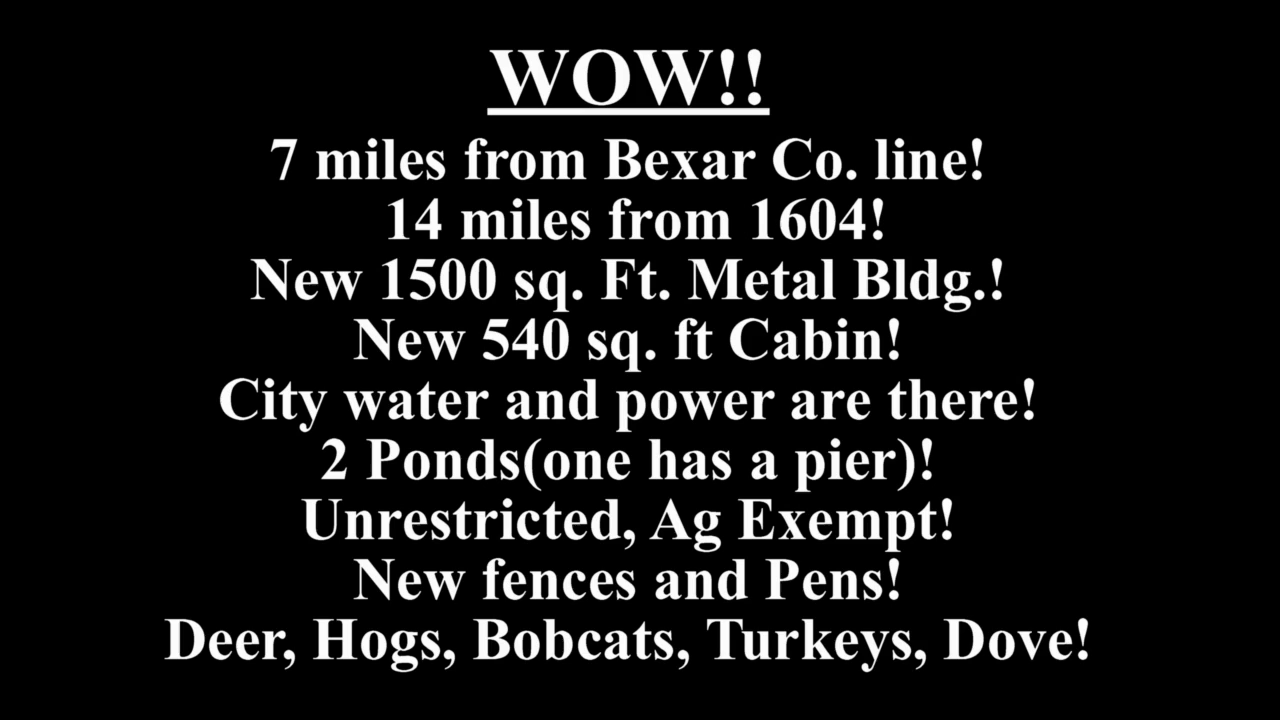 WOW!!
7 miles from Bexar Co. line!
14 miles from 1604!
New 1500 sq. Ft. Metal Bldg.!
New 540 sq. ft Cabin!
City water and power are there!
2 Ponds(one has a pier)!
Unrestricted, Ag Exempt!
New fences and Pens!
Deer, Hogs, Bobcats, Turkeys, Dove!